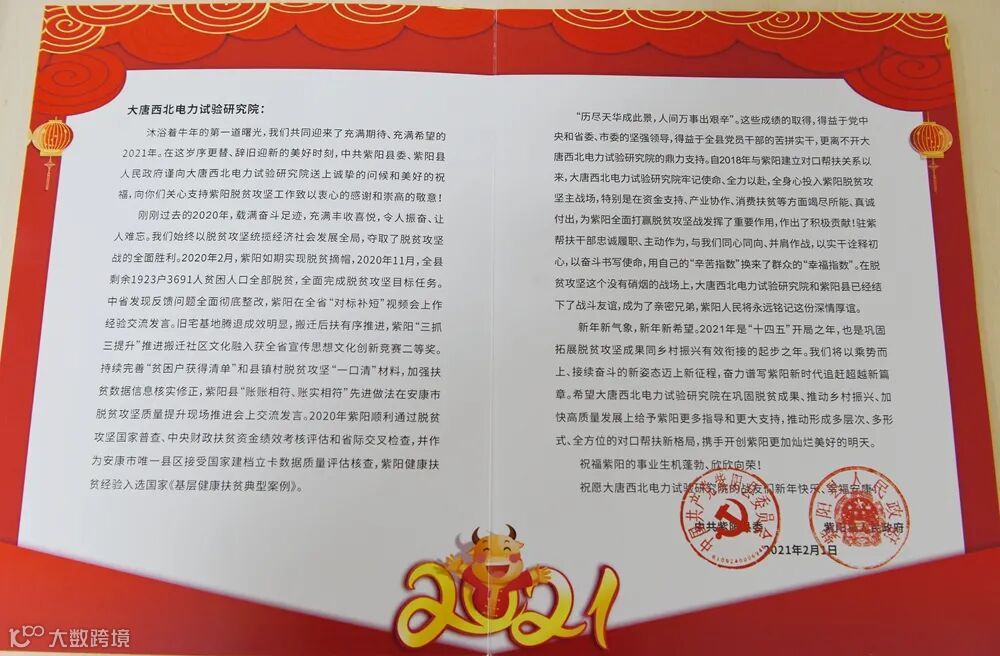 大唐西北电力试验研究院：
沐浴着牛年的第一道曙光，我们共同迎来了充满期待、充满希望的
2021年。在这岁序更替、辞旧迎新的美好时刻，中共紫阳县委、紫阳县
人民政府谨向大唐西北电力试验研究院送上诚挚的问候和美好的祝
福，向你们关心支持紫阳脱贫攻坚工作致以衷心的感谢和崇高的敬意！
刚刚过去的2020年，载满奋斗足迹，充满丰收喜悦，令人振奋、让
人难忘。我们始终以脱贫攻坚统揽经济社会发展全局，夺取了脱贫攻坚
战的全面胜利。2020年2月，紫阳如期实现脱贫摘帽，2020年11月，全县
剩余1923户3691人贫困人口全部脱贫，全面完成脱贫攻坚目标任务。
中省发现反馈问题全面彻底整改，紫阳在全省“对标补短”视频会上作
经验交流发言。旧宅基地腾退成效明显，搬迁后扶有序推进，紫阳“三抓
三提升”推进搬迁社区文化融入获全省宣传思想文化创新竞赛二等奖。
持续完善“贫困户获得清单”和县镇村脱贫攻坚“一口清”材料，加强扶
贫数据信息核实修正，紫阳县“账账相符、账实相符”先进做法在安康市
脱贫攻坚质量提升现场推进会上交流发言。2020年紫阳顺利通过脱贫
攻坚国家普查、中央财政扶贫资金绩效考核评估和省际交叉检查，并作
为安康市唯一县区接受国家建档立卡数据质量评估核查，紫阳健康扶
贫经验入选国家《基层健康扶贫典型案例》。
“历尽天华成此景，人间万事出艰辛”。这些成绩的取得，得益于党中
央和省委、市委的坚强领导，得益于全县党员干部的苦拼实干，更离不开大
唐西北电力试验研究院的鼎力支持。自2018年与紫阳建立对口帮扶关系以
来，大唐西北电力试验研究院牢记使命、全力以赴，全身心投入紫阳脱贫攻
坚主战场，特别是在资金支持、产业协作、消费扶贫等方面竭尽所能、真诚
付出，为紫阳全面打赢脱贫攻坚战发挥了重要作用，作出了积极贡献！驻紫
帮扶干部忠诚履职、主动作为，与我们同心同向、并肩作战，以实干诠释初
心，以奋斗书写使命，用自己的“辛苦指数”换来了群众的“幸福指数”。在脱
贫攻坚这个没有硝烟的战场上，大唐西北电力试验研究院和紫阳县已经结
下了战斗友谊，成为了亲密兄弟，紫阳人民将永远铭记这份深情厚谊。
新年新气象，新年新希望。2021年是“十四五”开局之年，也是巩固
拓展脱贫攻坚成果同乡村振兴有效衔接的起步之年。我们将以乘势而
上、接续奋斗的新姿态迈上新征程，奋力谱写紫阳新时代追赶超越新篇
章。希望大唐西北电力试验研究院在巩固脱贫成果、推动乡村振兴、加
快高质量发展上给予紫阳更多指导和更大支持，推动形成多层次、多形
式、全方位的对口帮扶新格局，携手开创紫阳更加灿烂美好的明天。
祝福紫阳的事业生机蓬勃、欣欣向荣！
祝愿大唐西北电力试验研究院的战友们新年快乐、幸福安康！
中共紫阳县委
紫阳县人民政府
2021年2月1日
中国共产党紫阳县委员会
紫阳县人民政府
2021
大数跨境